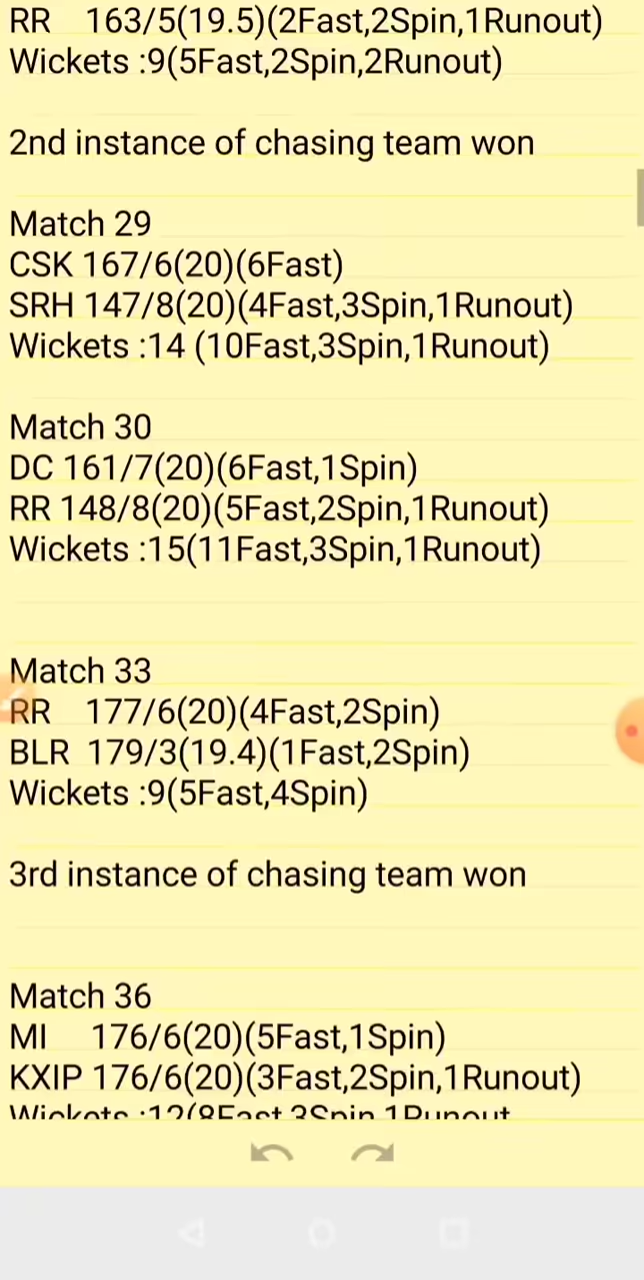 RR 163/5(19.5)(2Fast,2Spin,1Runout)
Wickets :9(5Fast,2Spin,2Runout)
2nd instance of chasing team won
Match 29
CSK 167/6(20)(6Fast)
SRH 147/8(20)(4Fast,3Spin,1Runout)
Wickets :14 (10Fast,3Spin,1Runout)
Match 30
DC 161/7(20)(6Fast,1Spin)
RR 148/8(20)(5Fast,2Spin,1Runout)
Wickets :15(11Fast,3Spin,1Runout)
Match 33
RR 177/6(20)(4Fast,2Spin)
BLR 179/3(19.4)(1Fast,2Spin)
Wickets :9(5Fast,4Spin)
3rd instance of chasing team won
Match 36
MI 176/6(20)(5Fast,1Spin)
KXIP 176/6(20)(3Fast,2Spin,1Runout)
Wickets :12(8Fast,3Spin,1Runout